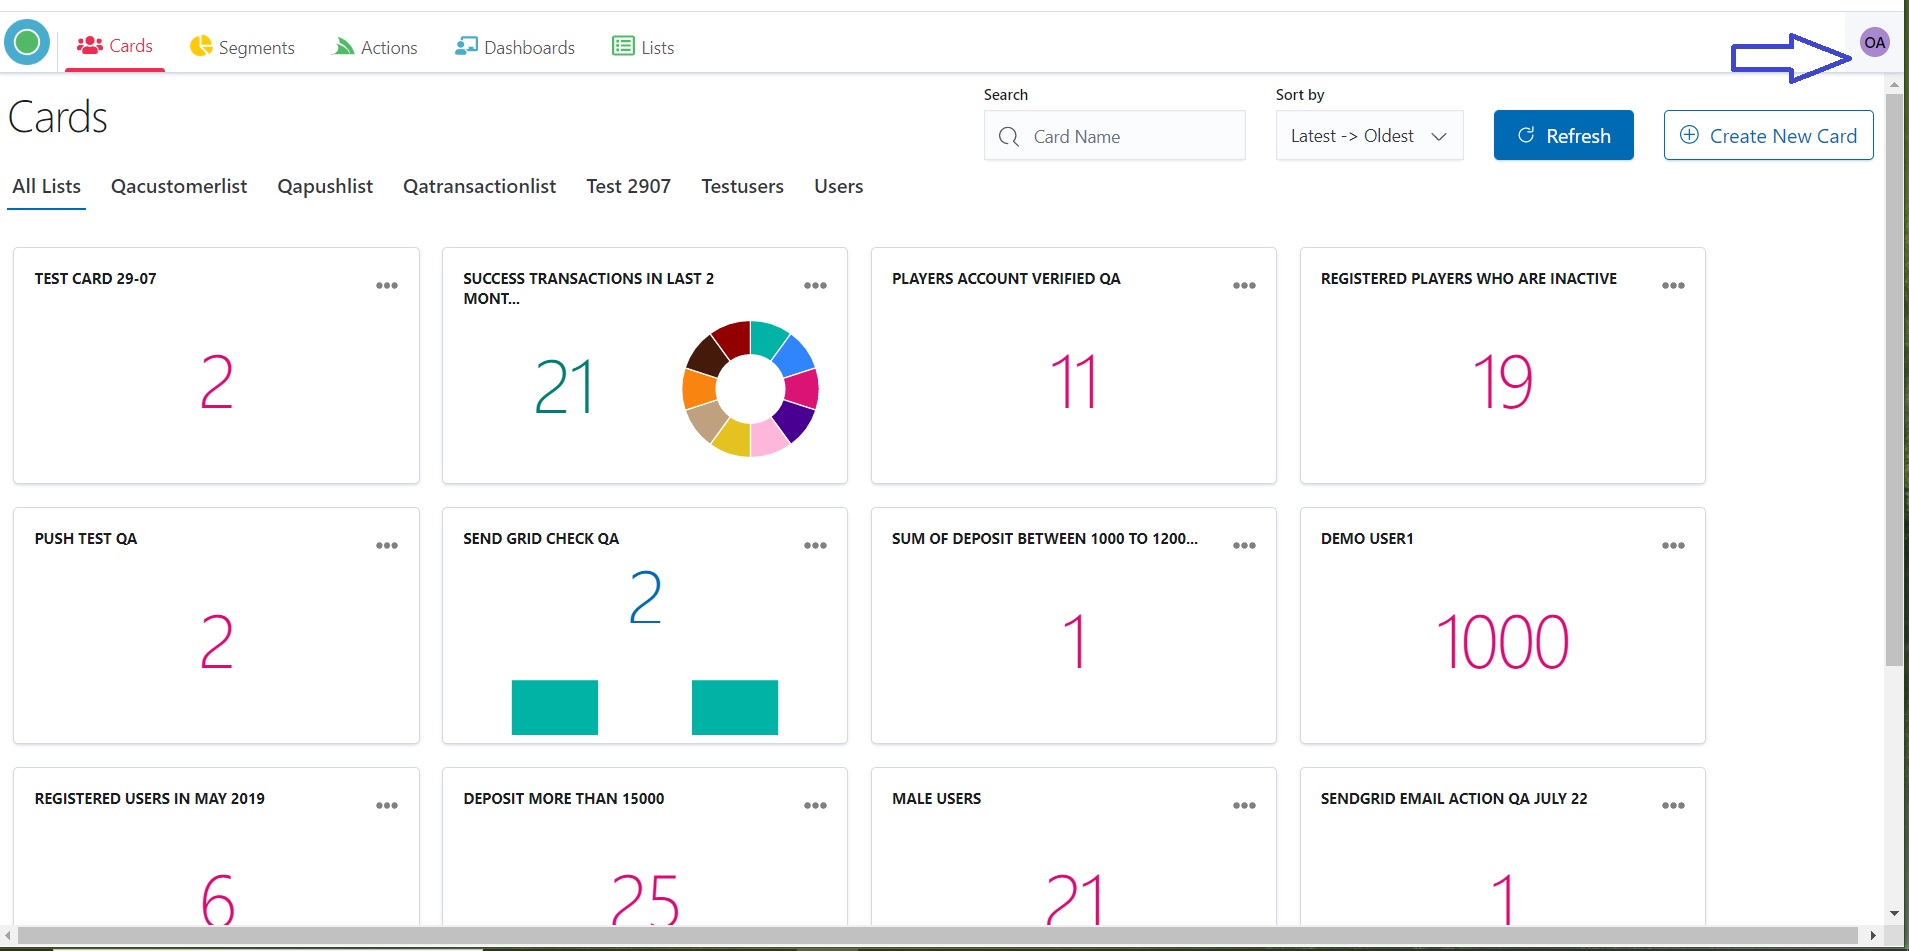 Cards
Segments
Actions
Dashboards
Lists
OA
Cards
Search
Card Name
Sort by
Latest -> Oldest
Refresh
Create New Card
All Lists
Qacustomerlist
Qapushlist
Qatransactionlist
Test 2907
Testusers
Users
TEST CARD 29-07
2
SUCCESS TRANSACTIONS IN LAST 2
MONT...
21
PLAYERS ACCOUNT VERIFIED QA
11
REGISTERED PLAYERS WHO ARE INACTIVE
19
PUSH TEST QA
2
SEND GRID CHECK QA
2
SUM OF DEPOSIT BETWEEN 1000 TO 1200...
1
DEMO USER1
1000
REGISTERED USERS IN MAY 2019
6
DEPOSIT MORE THAN 15000
25
MALE USERS
21
SENDGRID EMAIL ACTION QA JULY 22
1